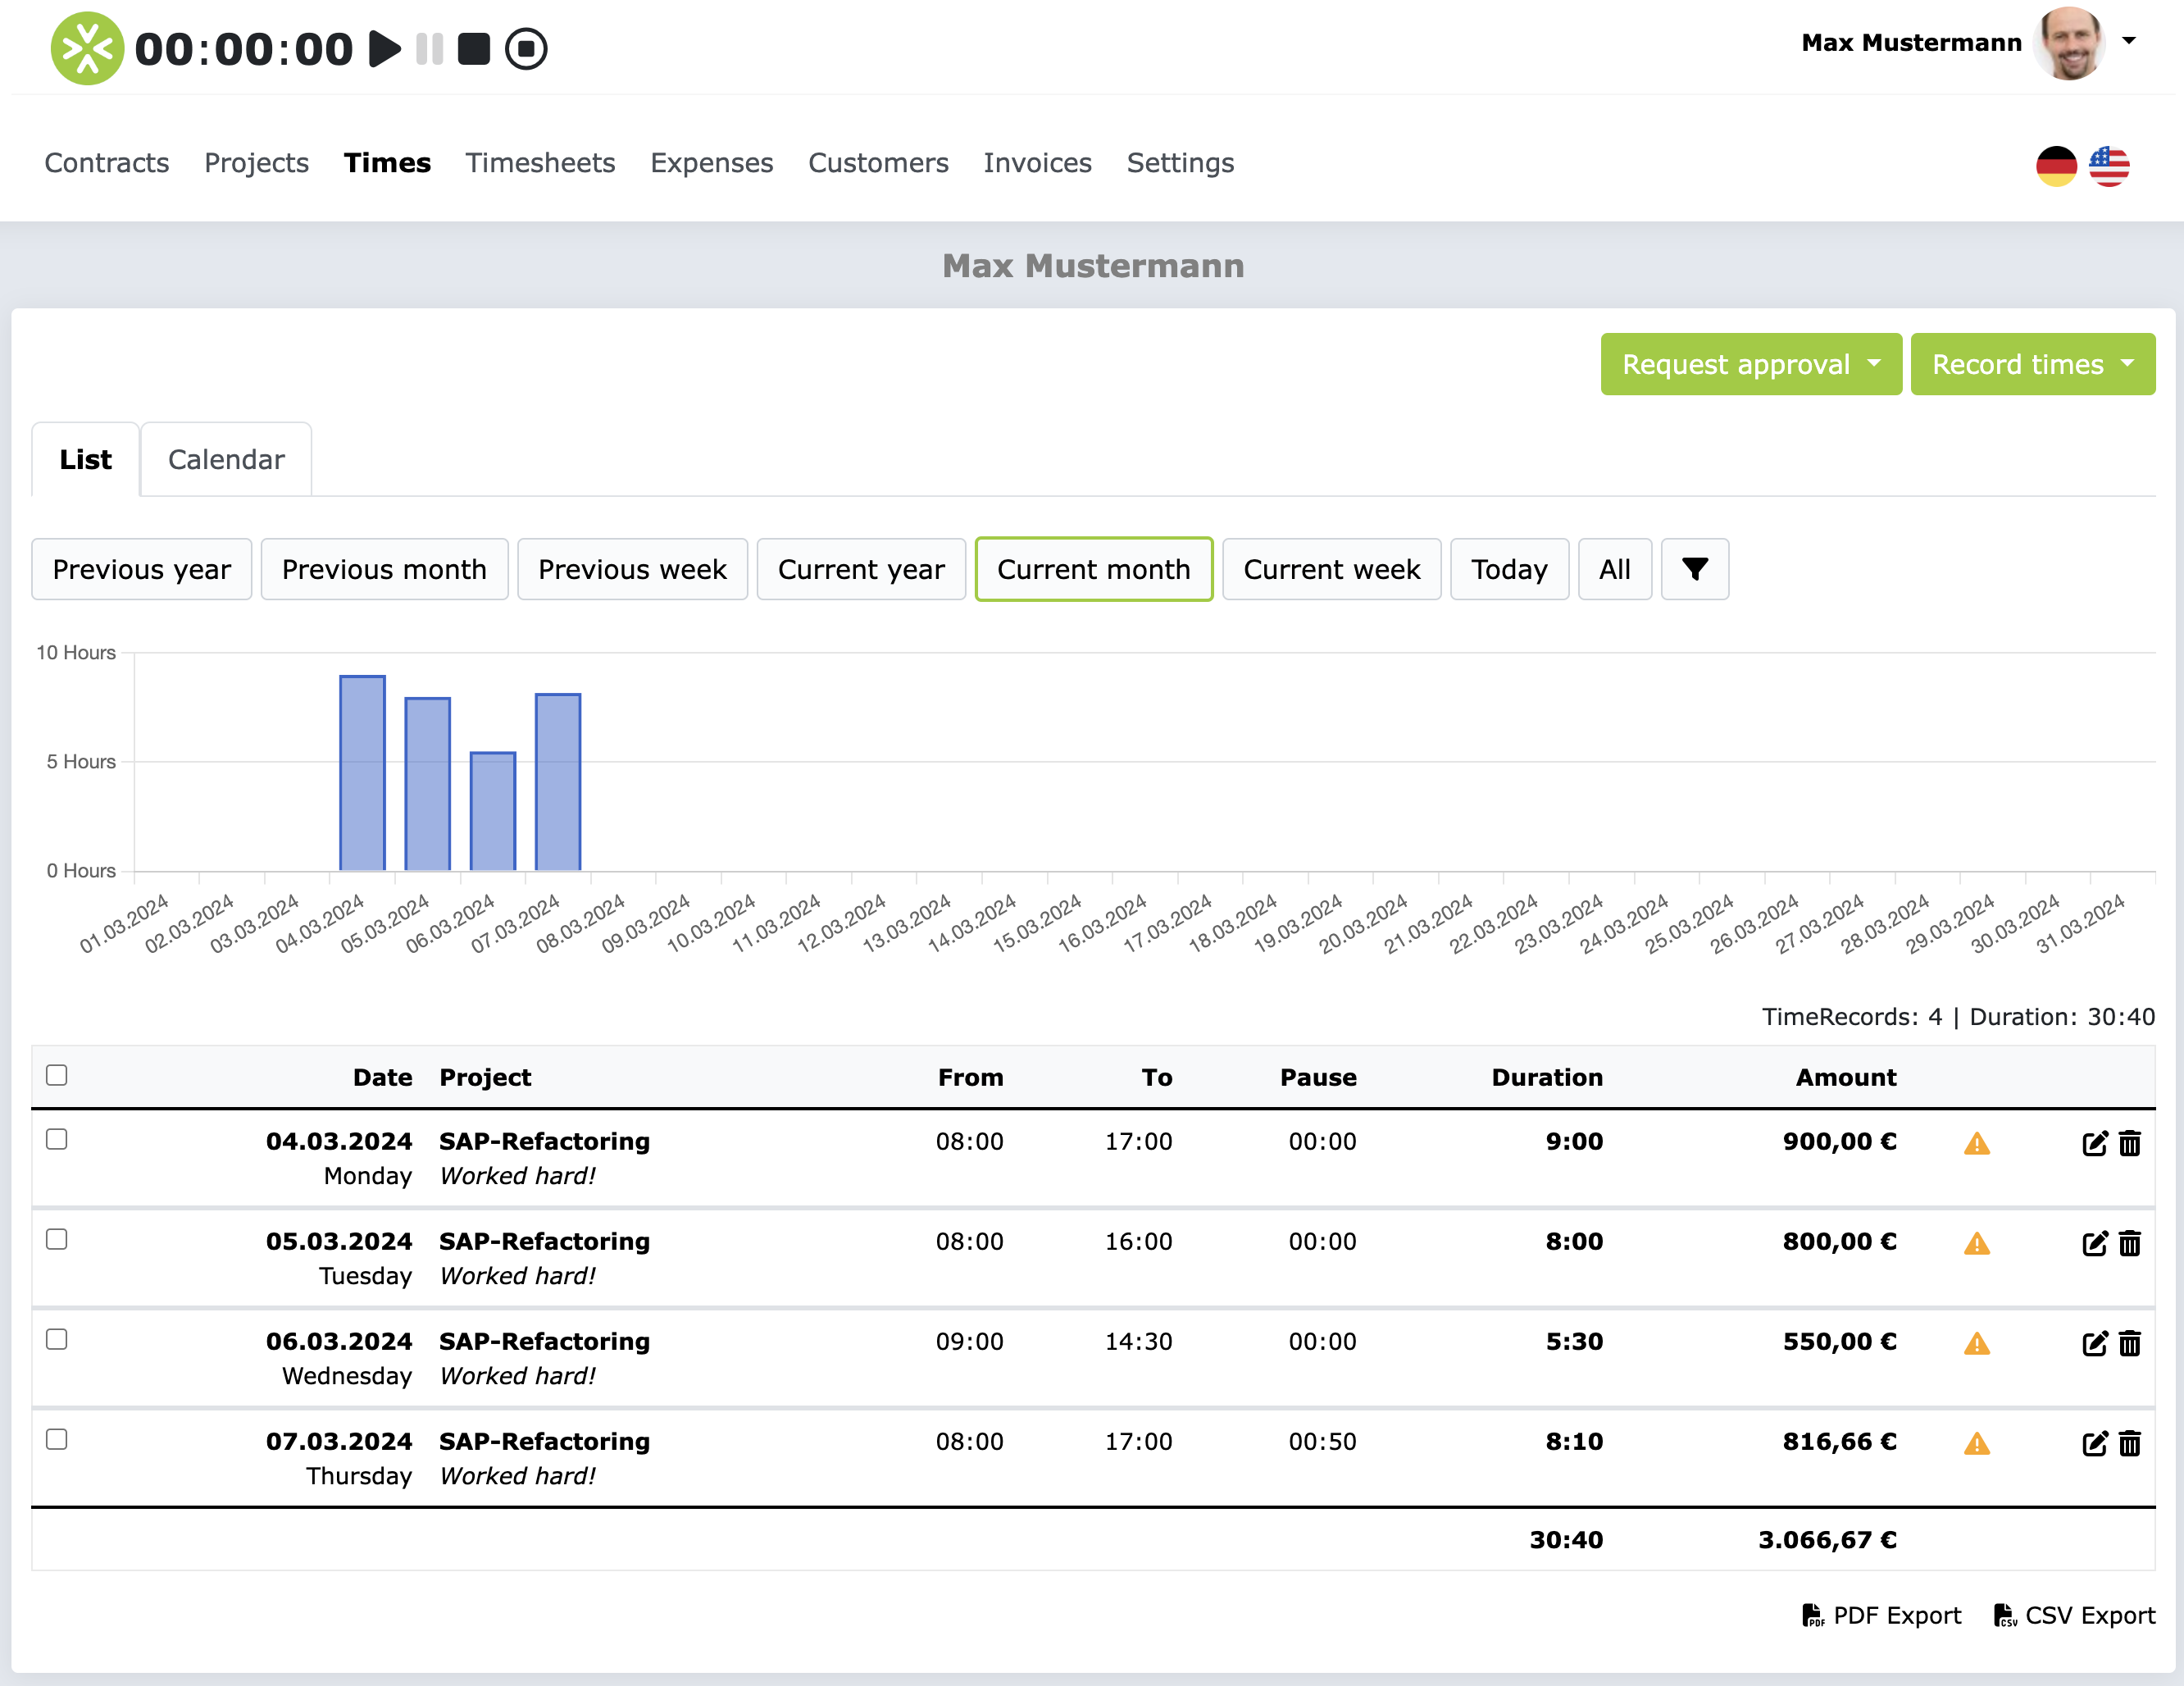 00:00:00
Max Mustermann
Contracts Projects Times Timesheets Expenses Customers Invoices Settings
Max Mustermann
Request approval Record times
List Calendar
Previous year Previous month Previous week Current year Current month Current week Today All
10 Hours
5 Hours
0 Hours
01.03.2024 02.03.2024 03.03.2024 04.03.2024 05.03.2024 06.03.2024 07.03.2024 08.03.2024 09.03.2024 10.03.2024 11.03.2024 12.03.2024 13.03.2024 14.03.2024 15.03.2024 16.03.2024 17.03.2024 18.03.2024 19.03.2024 20.03.2024 21.03.2024 22.03.2024 23.03.2024 24.03.2024 25.03.2024 26.03.2024 27.03.2024 28.03.2024 29.03.2024 30.03.2024 31.03.2024
TimeRecords: 4 | Duration: 30:40
Date Project From To Pause Duration Amount
04.03.2024 SAP-Refactoring 08:00 17:00 00:00 9:00 900,00 €
Monday Worked hard!
05.03.2024 SAP-Refactoring 08:00 16:00 00:00 8:00 800,00 €
Tuesday Worked hard!
06.03.2024 SAP-Refactoring 09:00 14:30 00:00 5:30 550,00 €
Wednesday Worked hard!
07.03.2024 SAP-Refactoring 08:00 17:00 00:50 8:10 816,66 €
Thursday Worked hard!
30:40 3.066,67 €
PDF PDF Export CSV CSV Export